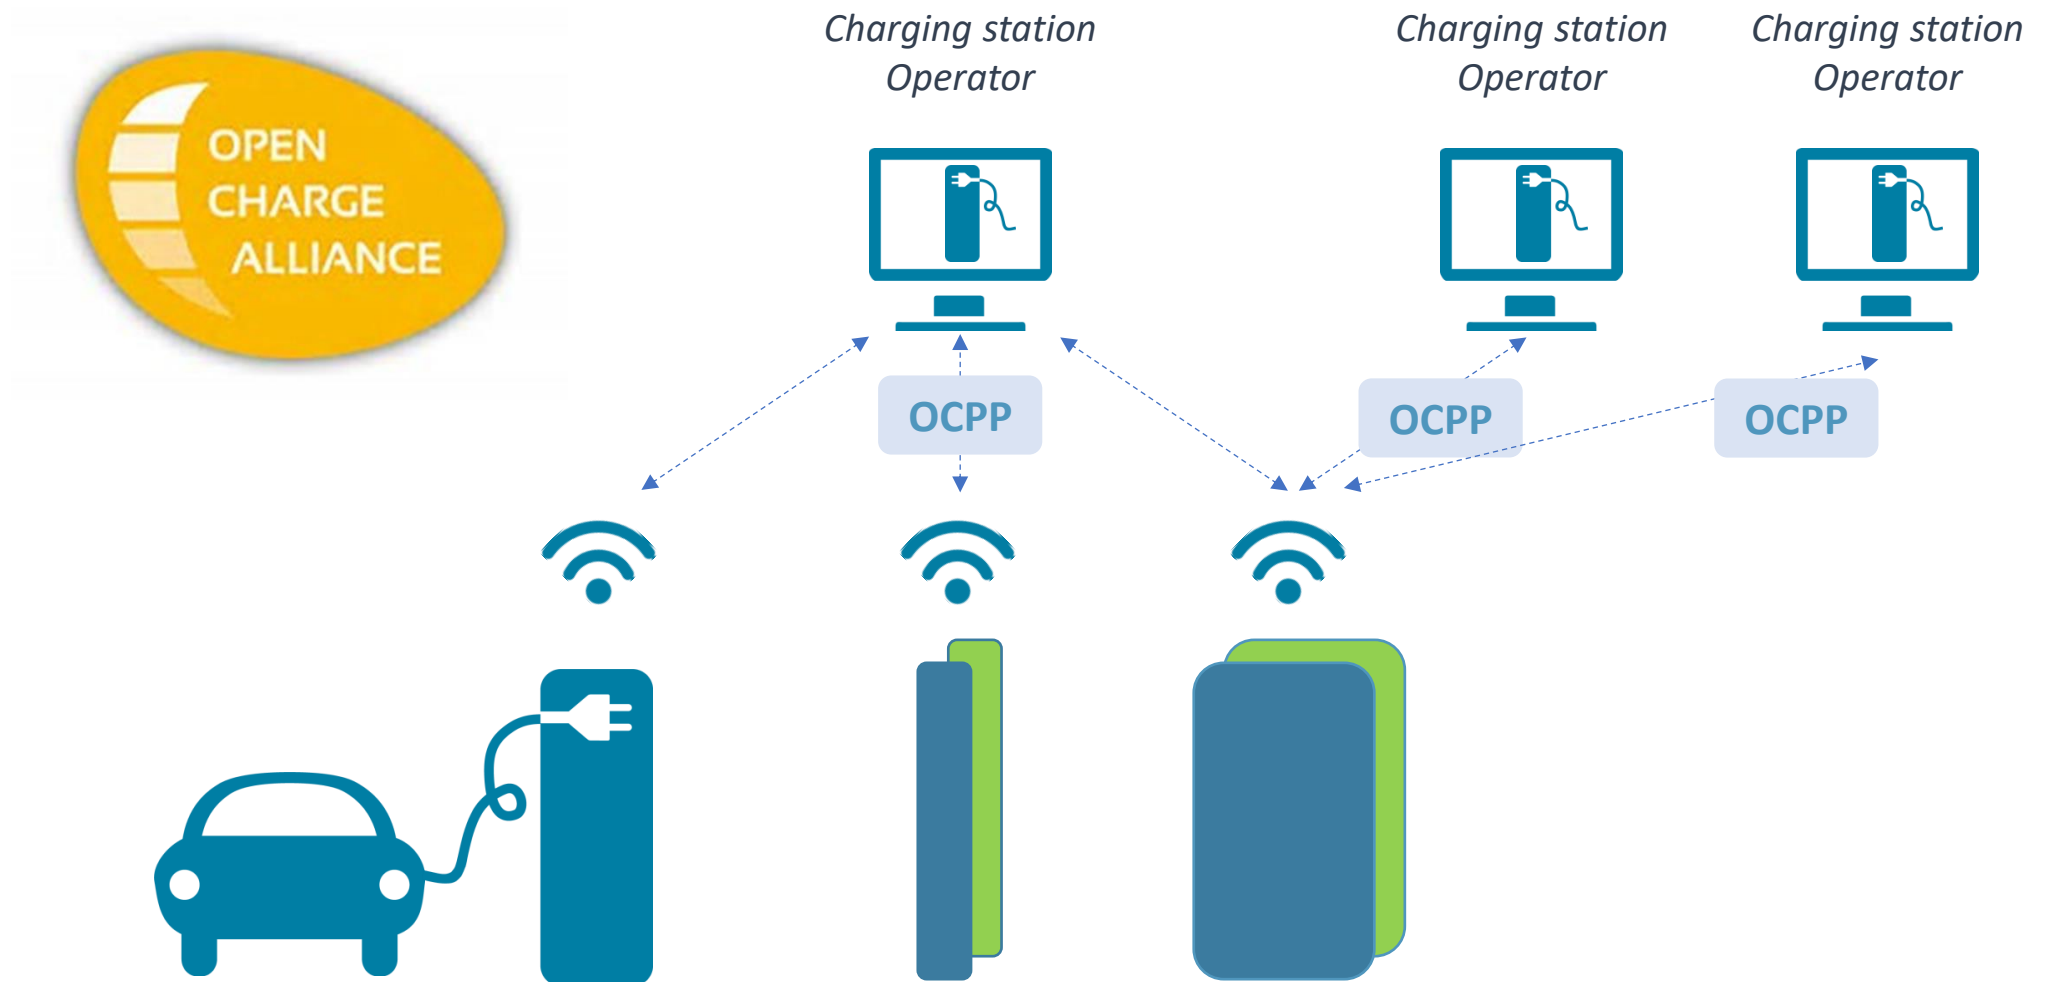 OPEN
CHARGE
ALLIANCE
Charging station
Operator
Charging station
Operator
Charging station
Operator
OCPP
OCPP
OCPP